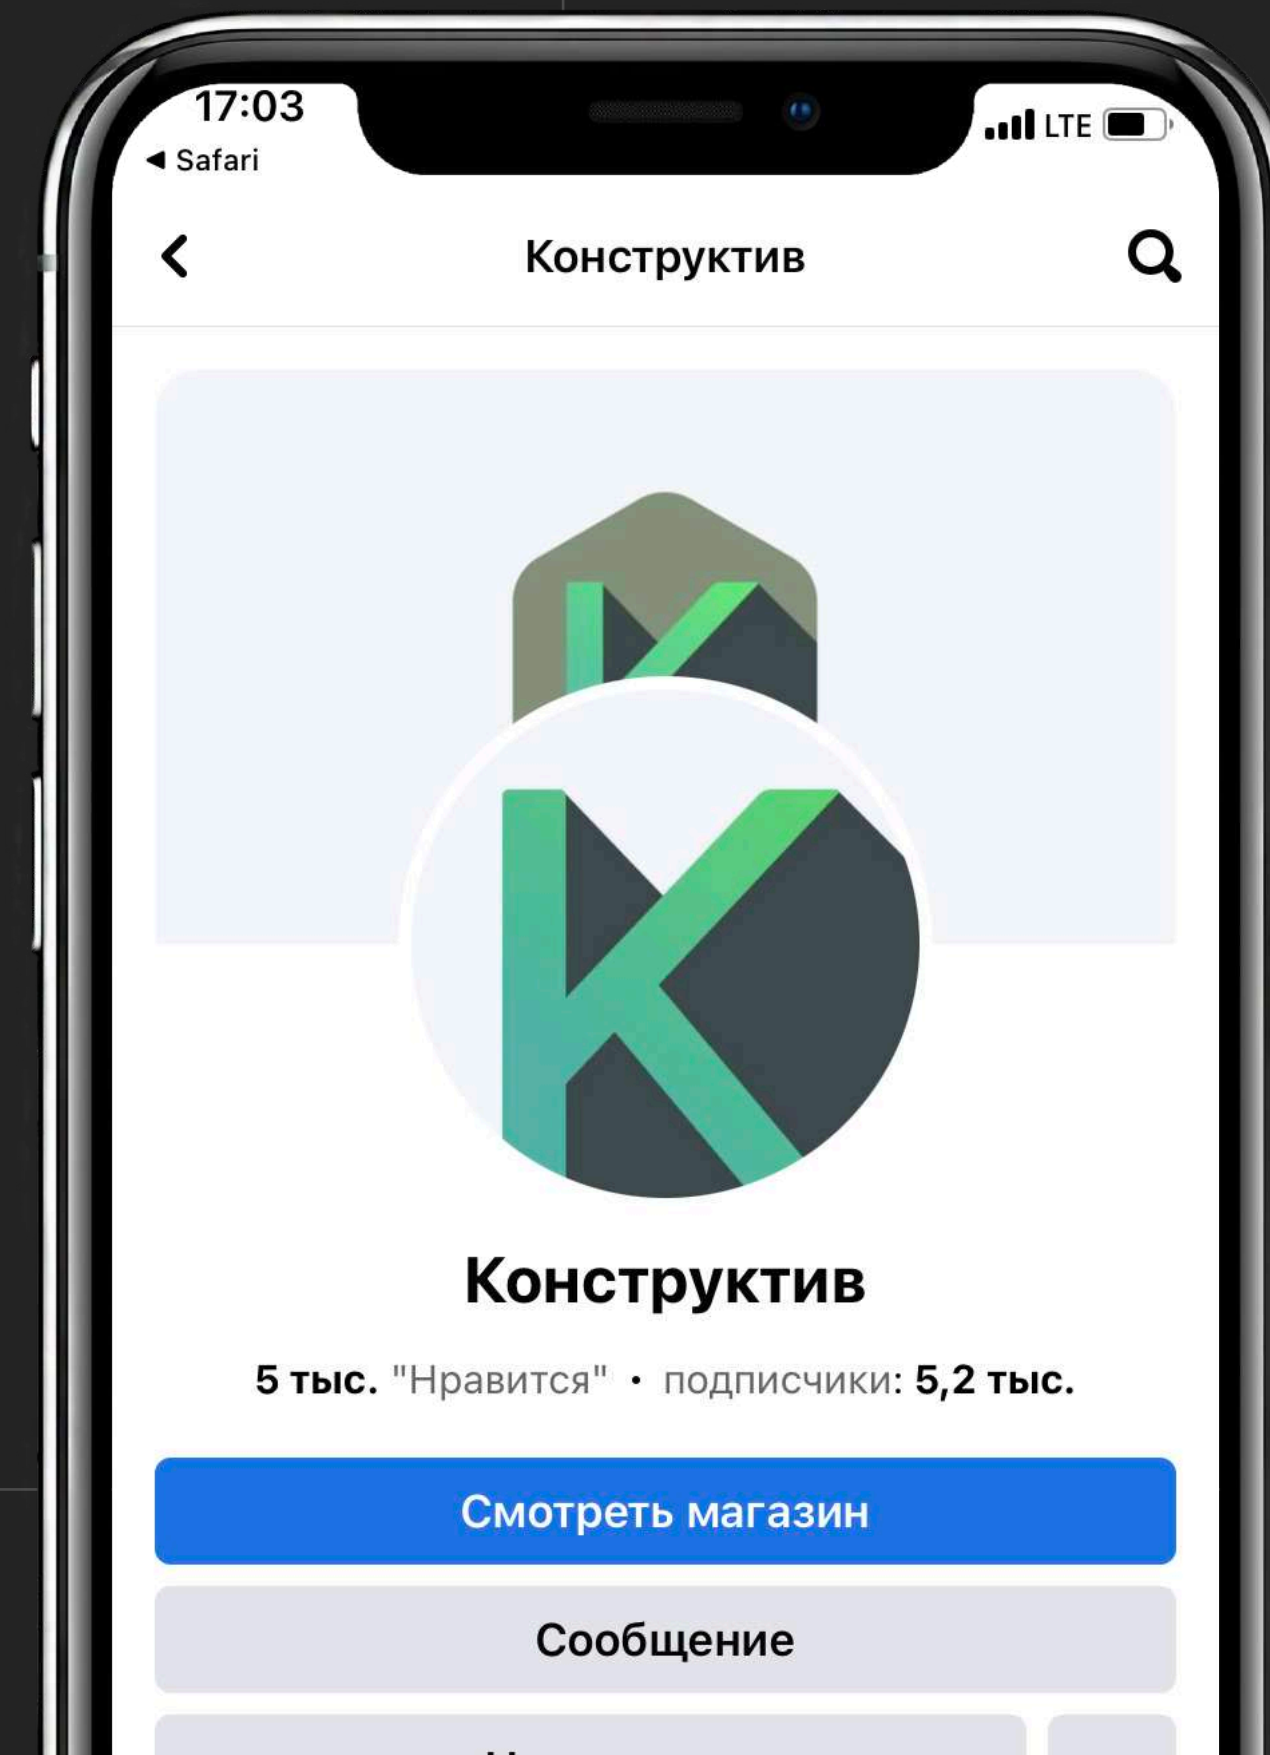 17:03
LTE
◀ Safari
Конструктив
Конструктив
5 тыс. "Нравится" • подписчики: 5,2 тыс.
Смотреть магазин
Сообщение